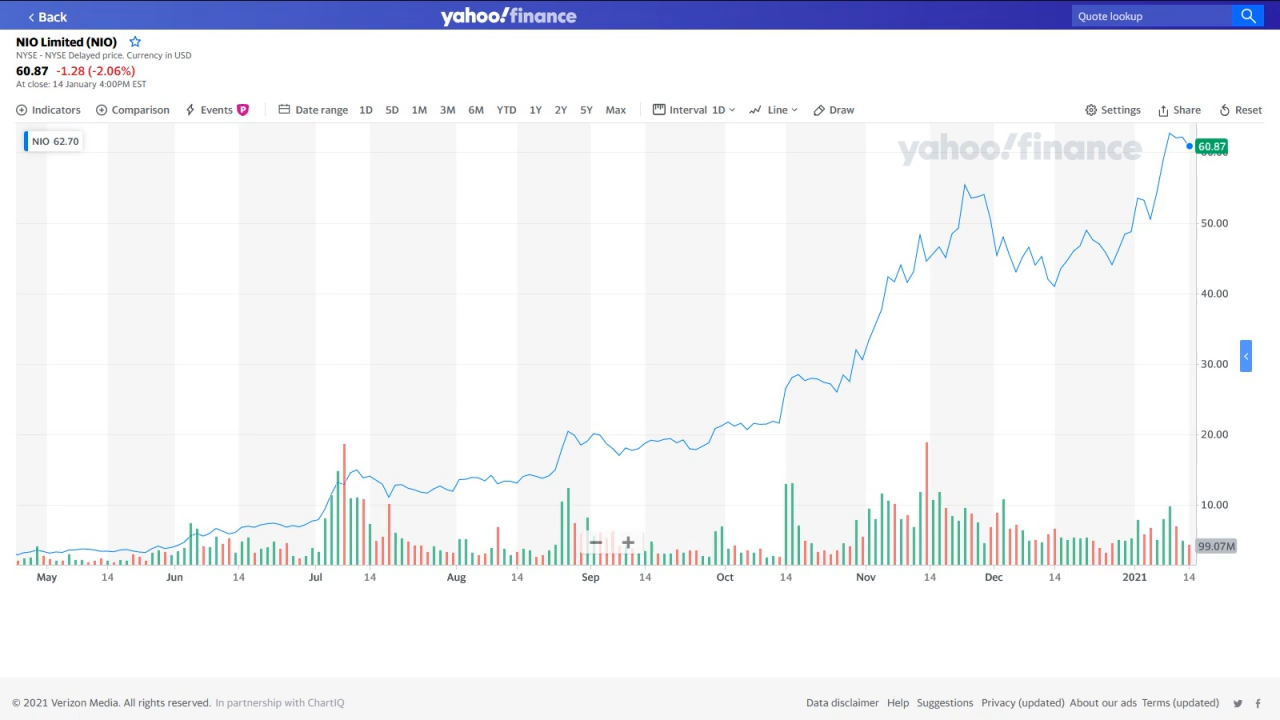 Back
yahoo!finance
Quote lookup
NIO Limited (NIO)
NYSE - NYSE Delayed price. Currency in USD
60.87 -1.28 (-2.06%)
At close: 14 January 4:00PM EST
Indicators Comparison Events P Date range 1D 5D 1M 3M 6M YTD 1Y 2Y 5Y Max Interval 1D Line Draw Settings Share Reset
NIO 62.70
yahoo!finance
60.87
60.00
50.00
40.00
30.00
20.00
10.00
99.07M
May 14 Jun 14 Jul 14 Aug 14 Sep 14 Oct 14 Nov 14 Dec 14 2021 14
© 2021 Verizon Media. All rights reserved. In partnership with ChartIQ
Data disclaimer Help Suggestions Privacy (updated) About our ads Terms (updated)